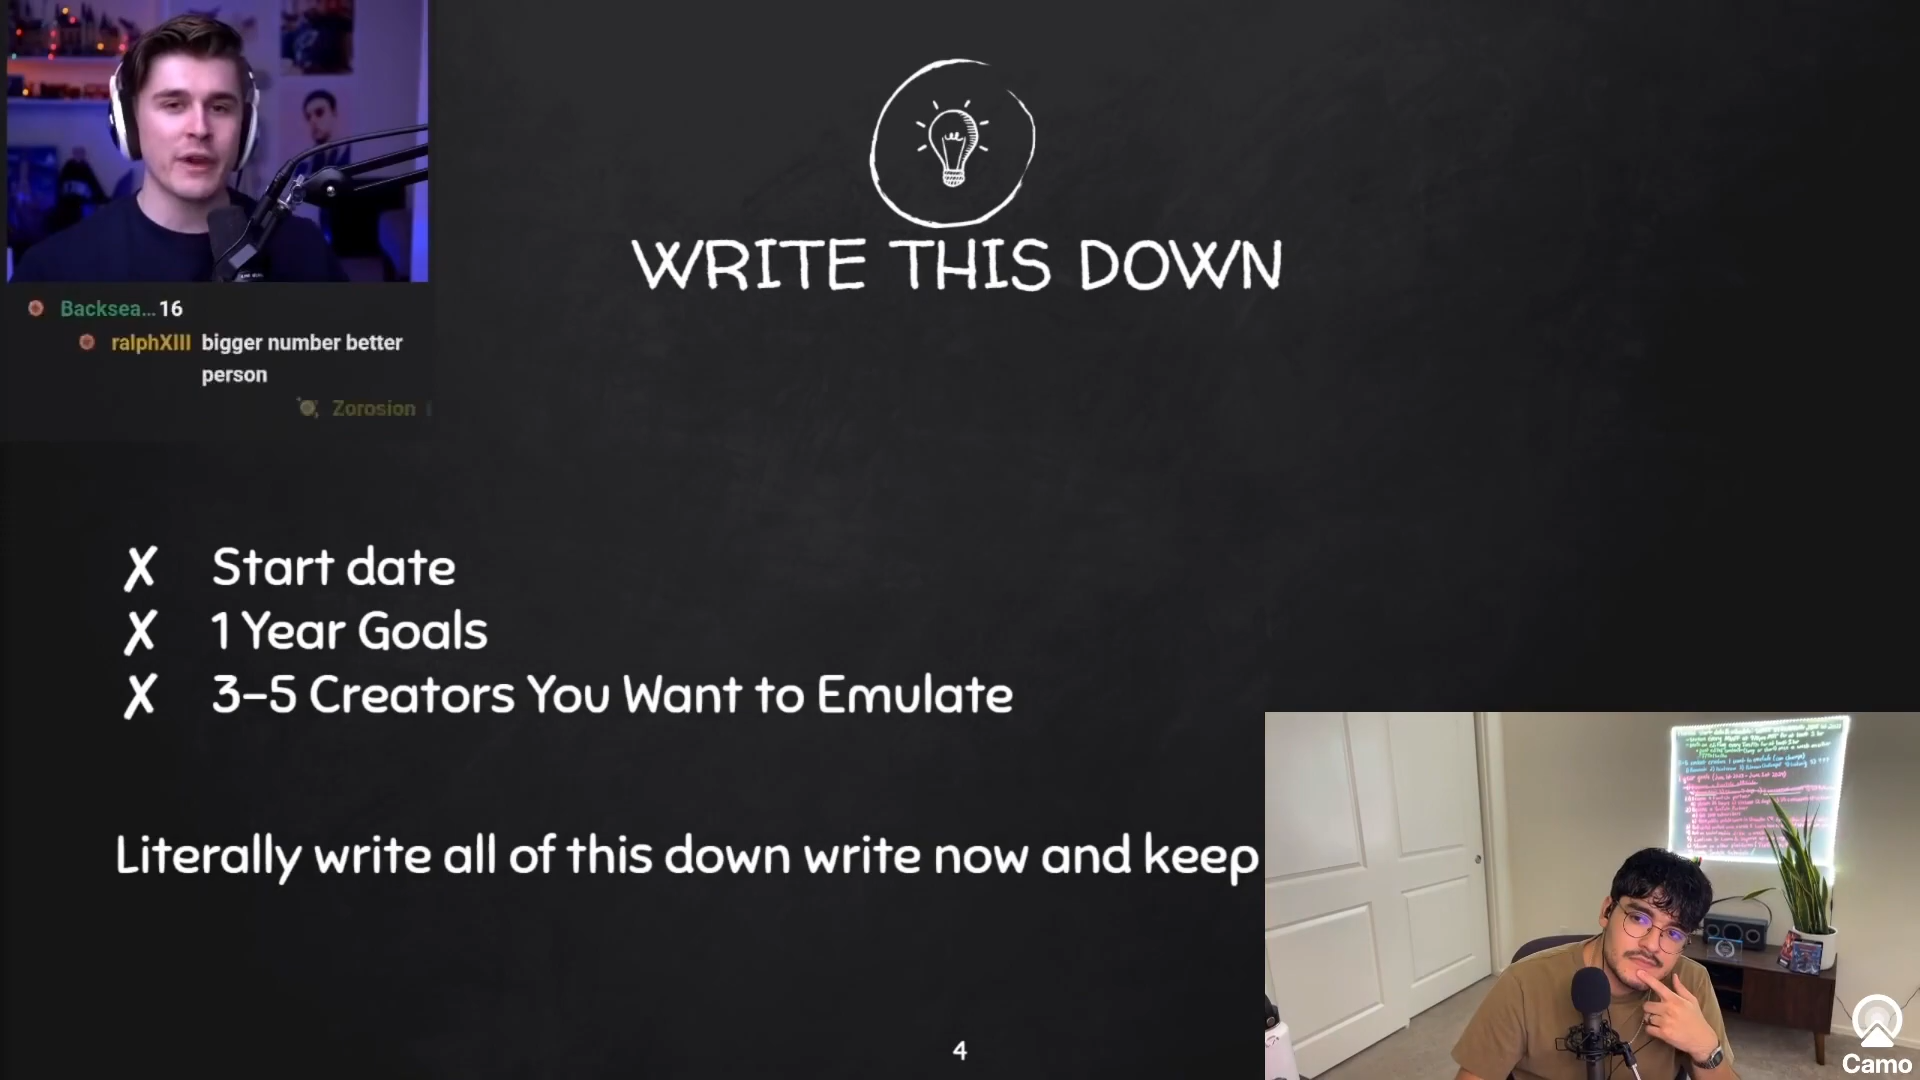 WRITE THIS DOWN
Backsea... 16
ralphXIII bigger number better
person
Zorosion
X Start date
X 1 Year Goals
X 3–5 Creators You Want to Emulate
Literally write all of this down write now and keep
4
Camo